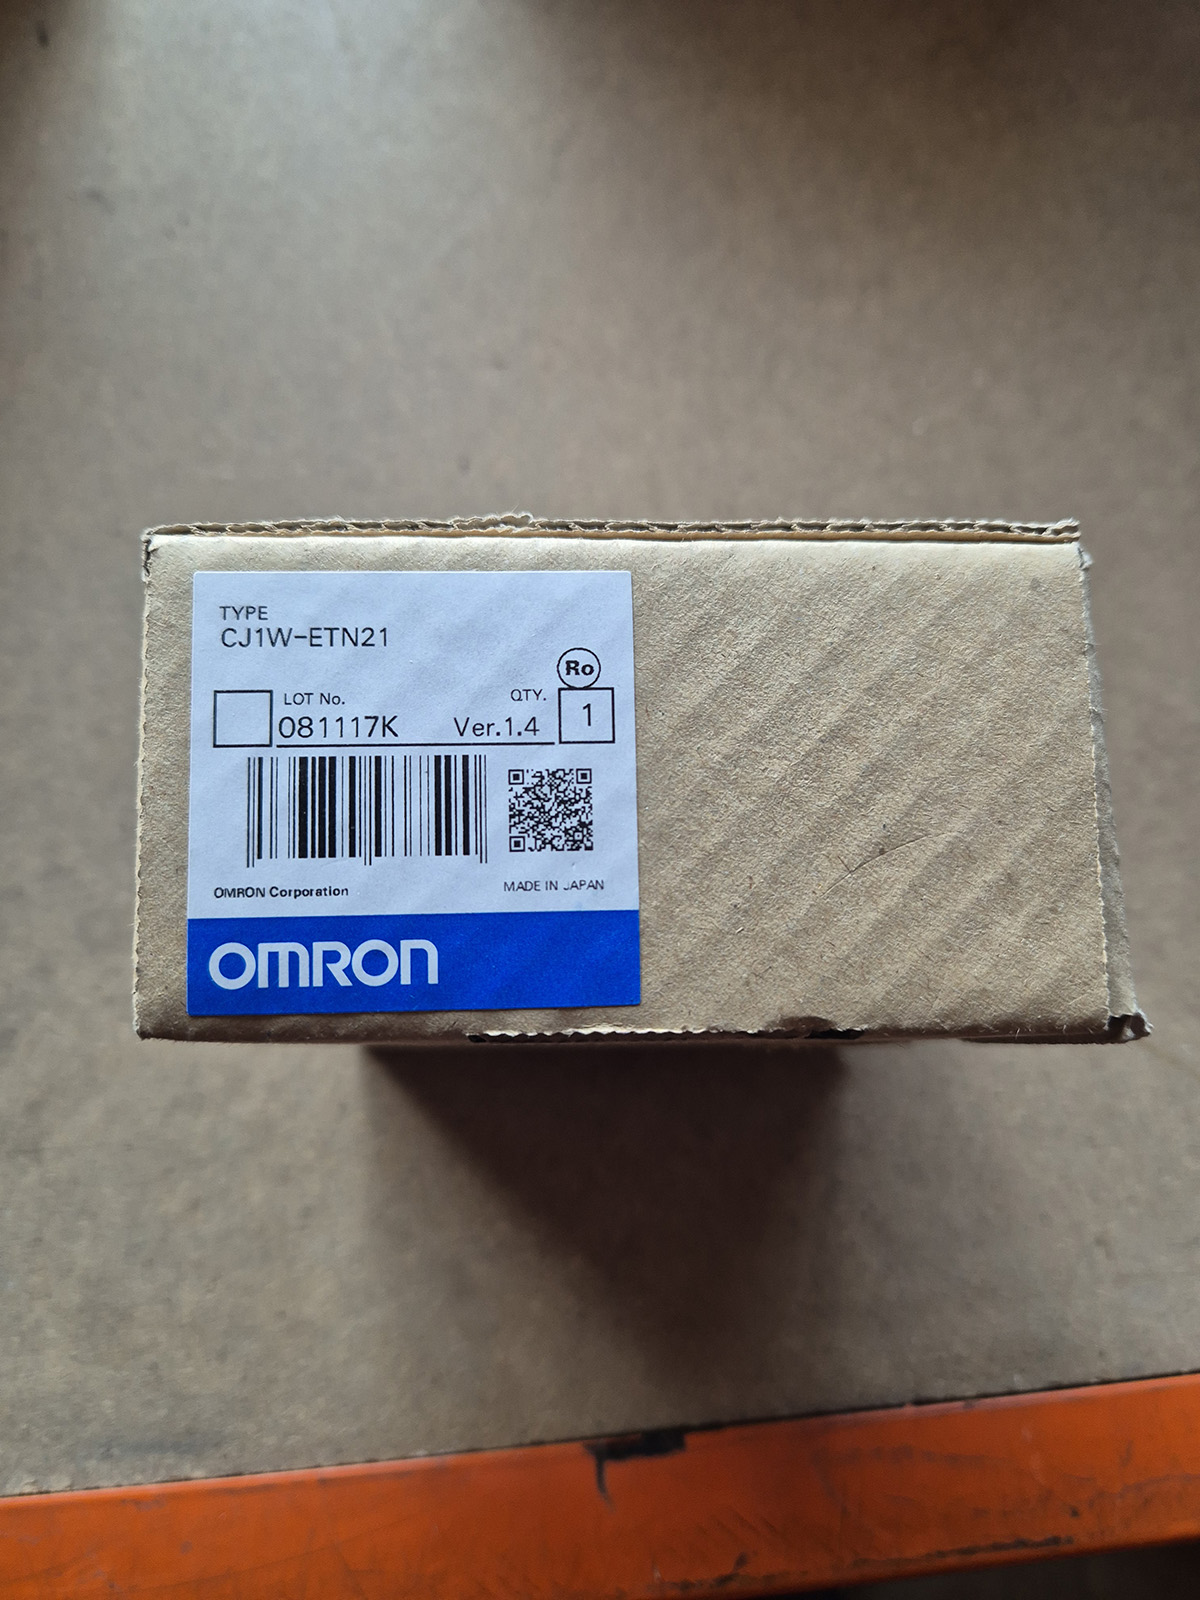 TYPE
CJ1W-ETN21
Ro
LOT No. QTY.
081117K Ver.1.4 1
OMRON Corporation MADE IN JAPAN
OMRON